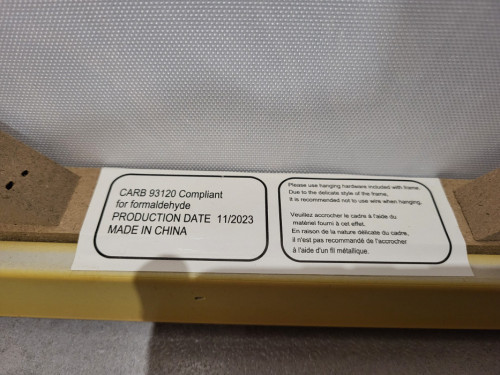 CARB 93120 Compliant
for formaldehyde
PRODUCTION DATE 11/2023
MADE IN CHINA
Please use hanging hardware included with frame.
Due to the delicate style of the frame,
it is recommended not to use wire when hanging.
Veuillez accrocher le cadre à l'aide du
matériel fourni à cet effet.
En raison de la nature délicate du cadre,
il n'est pas recommandé de l'accrocher
à l'aide d'un fil métallique.